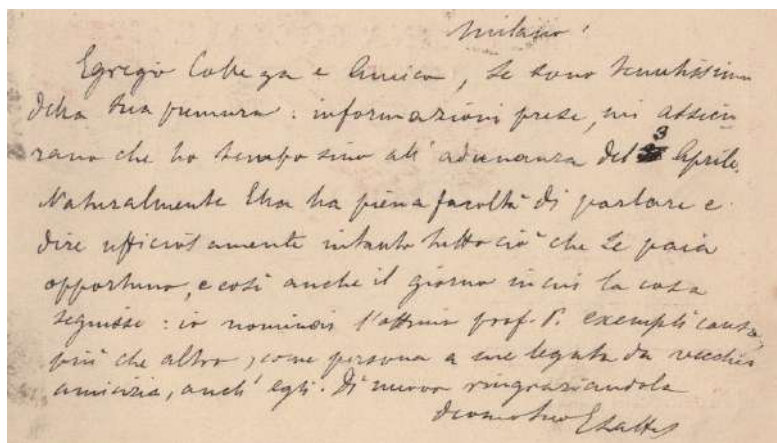 Milano
Egregio Collega e Amico, Le sono tenutissimo
della Sua premura: informazioni prese, mi assicu
rano che ho tempo sino all'adunanza del 3 Aprile.
Naturalmente Ella ha piena facoltà di parlare e
dire ufficiosamente intanto tutto ciò che Le paia
opportuno, e così anche il giorno in cui la cosa
seguisse: io nominai l'ottimo prof. P. exempli causa,
più che altro, come persona a me legata da vecchia
amicizia, anch'egli. Di nuovo ringraziandola
ELattes